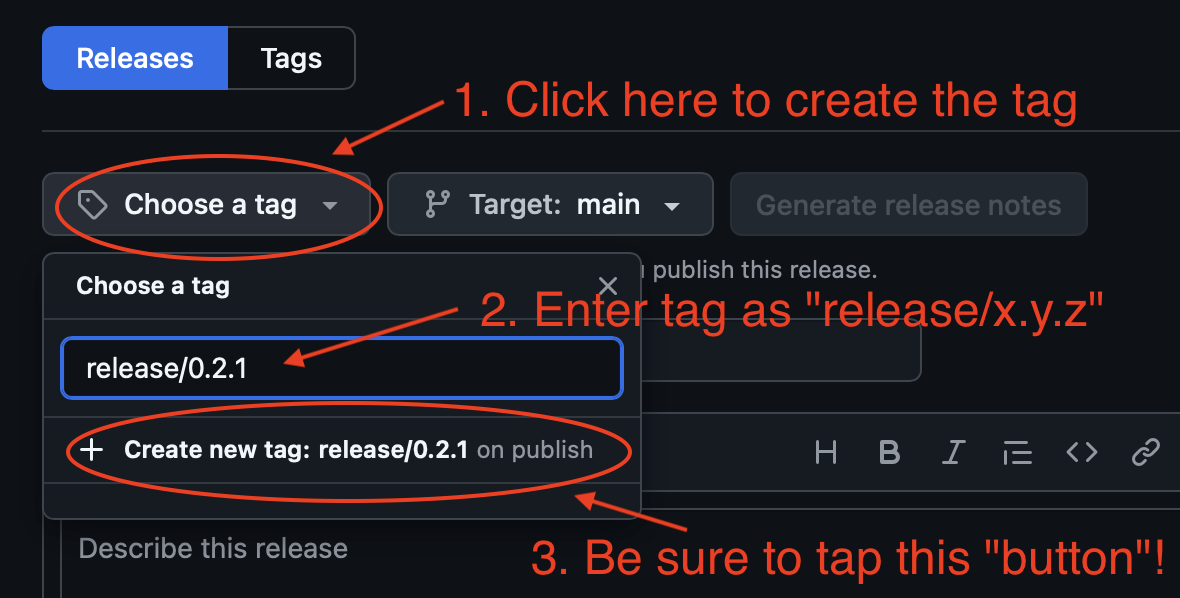 Releases Tags
1. Click here to create the tag
Choose a tag Target: main Generate release notes
Choose a tag
publish this release.
2. Enter tag as "release/x.y.z"
release/0.2.1
Create new tag: release/0.2.1 on publish
H B I
Describe this release
3. Be sure to tap this "button"!